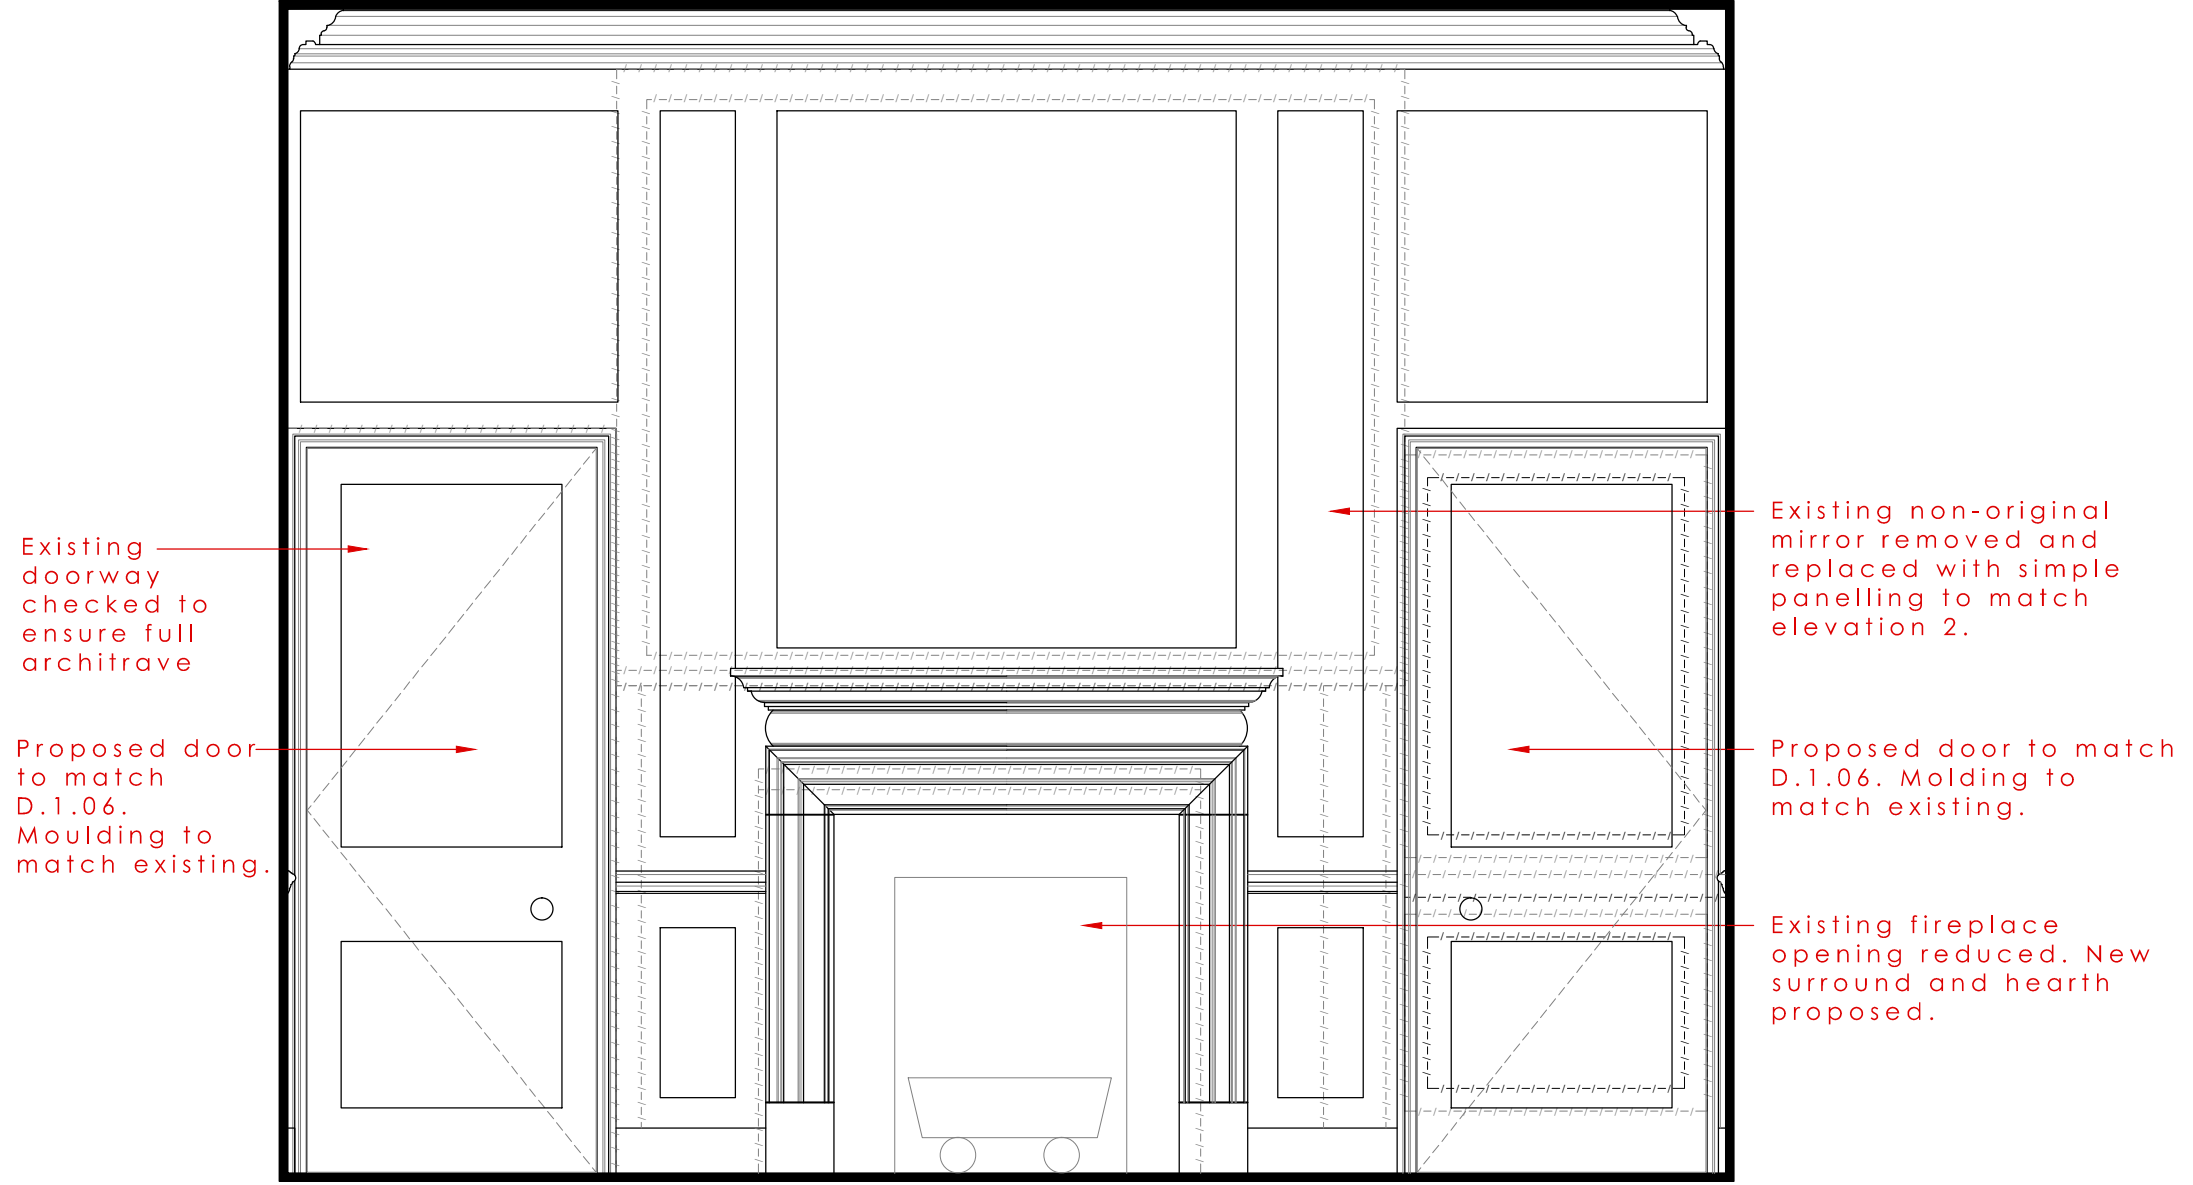 Existing
doorway
checked to
ensure full
architrave
Proposed door
to match
D.1.06.
Moulding to
match existing.
Existing non-original
mirror removed and
replaced with simple
panelling to match
elevation 2.
Proposed door to match
D.1.06. Molding to
match existing.
Existing fireplace
opening reduced. New
surround and hearth
proposed.